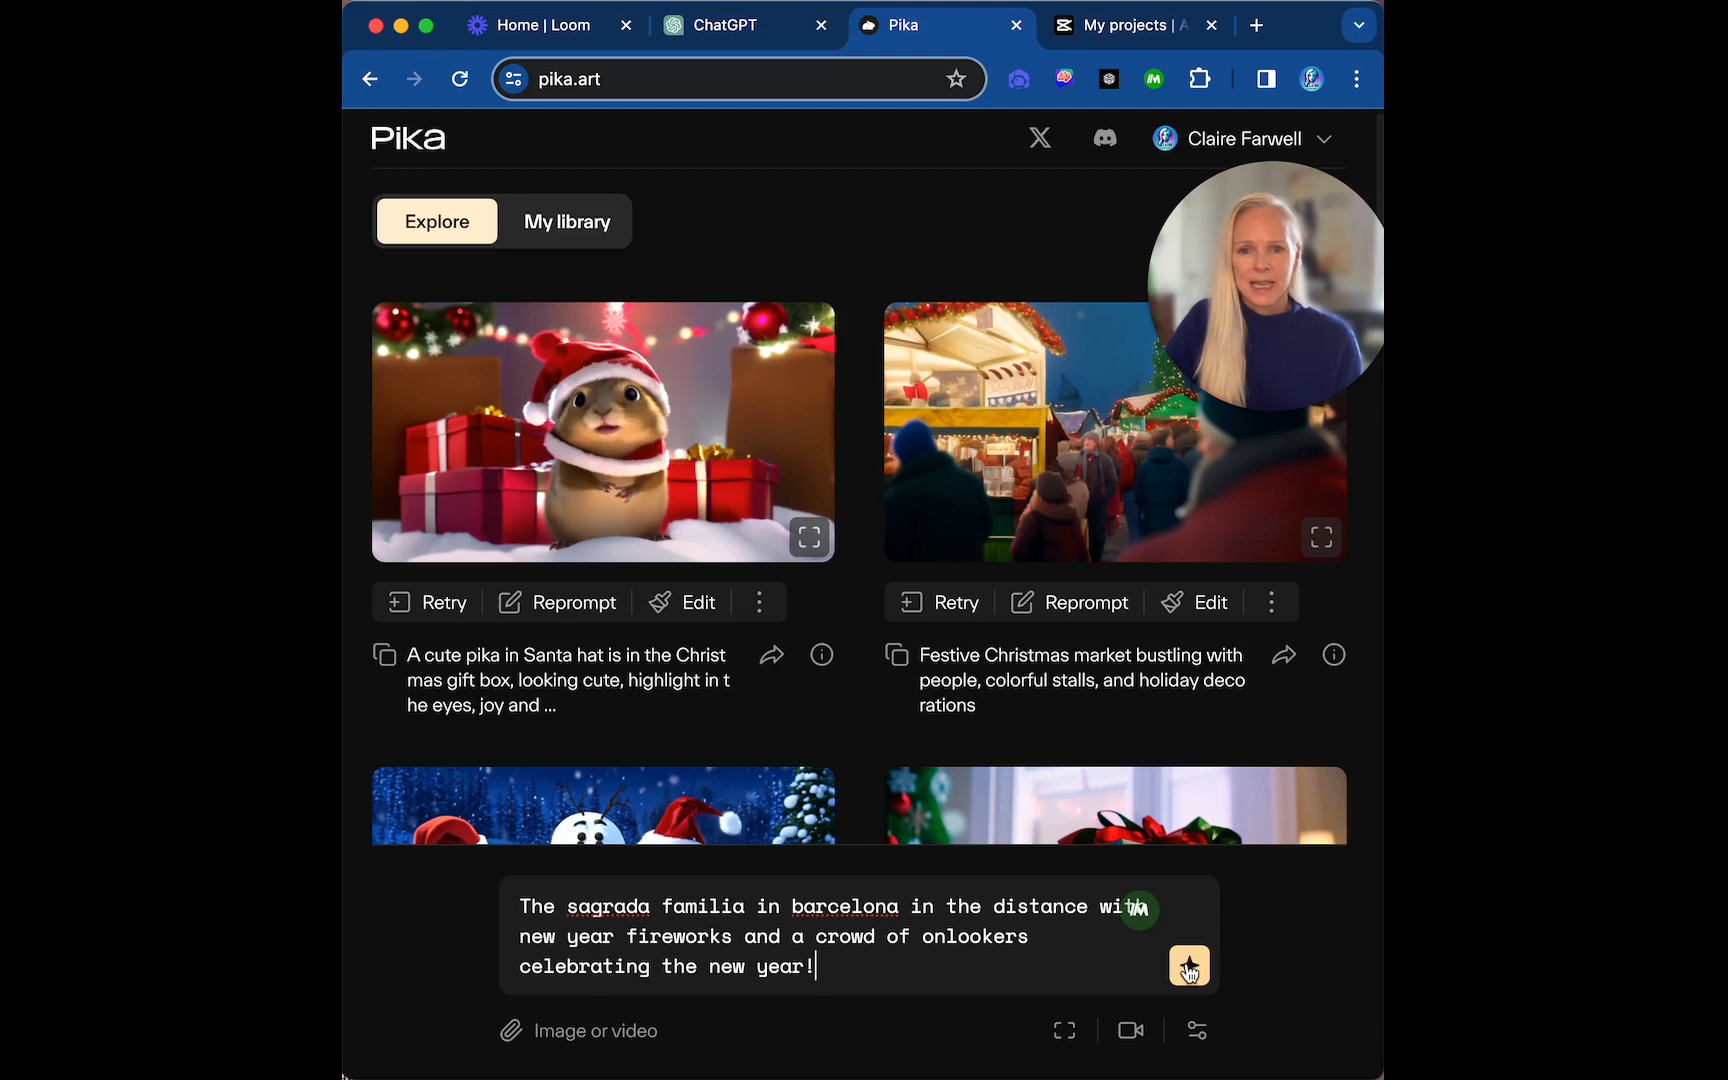 Home | Loom
ChatGPT
Pika
My projects | A
pika.art
Pika
Claire Farwell
Explore
My library
Retry
Reprompt
Edit
Retry
Reprompt
Edit
A cute pika in Santa hat is in the Christ
mas gift box, looking cute, highlight in t
he eyes, joy and ...
Festive Christmas market bustling with
people, colorful stalls, and holiday deco
rations
The sagrada familia in barcelona in the distance with
new year fireworks and a crowd of onlookers
celebrating the new year!
Image or video